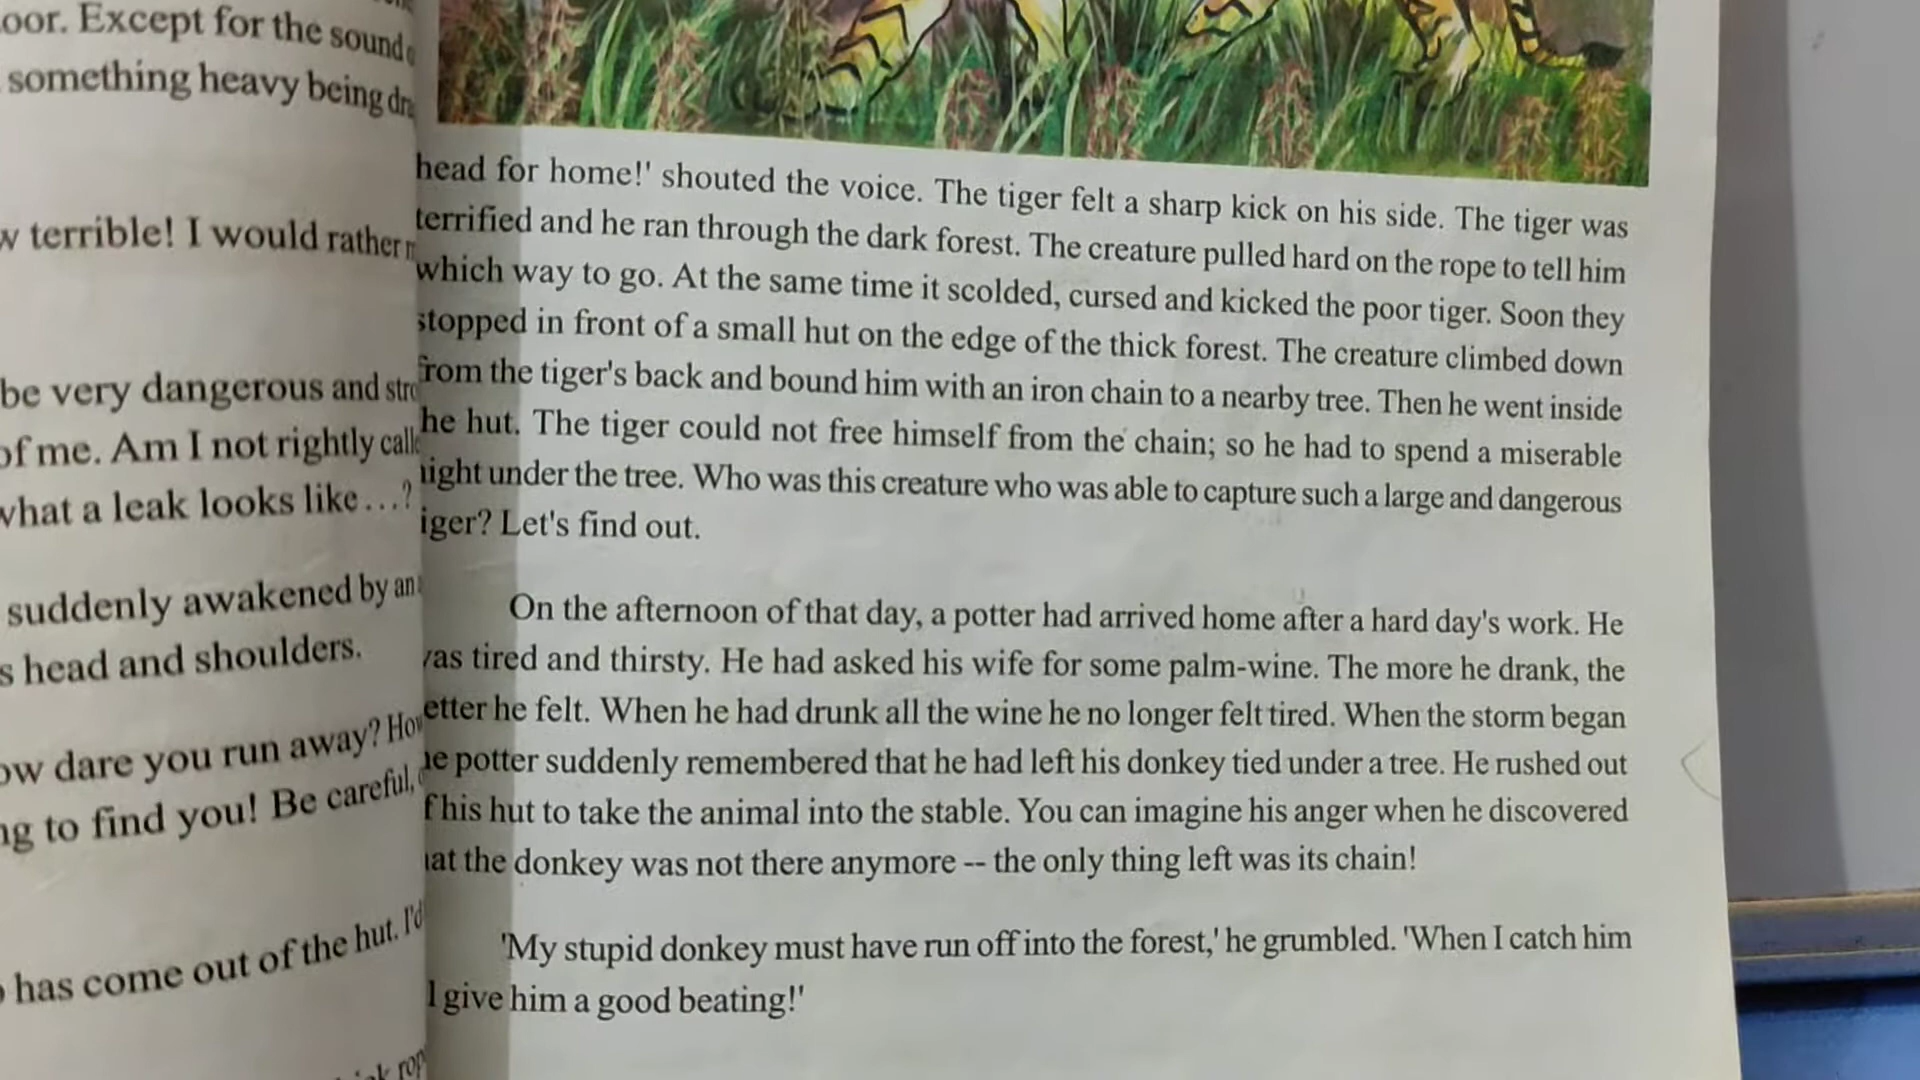 oor. Except for the sound
something heavy being
terrible! I would rather
be very dangerous and
of me. Am I not rightly
what a leak looks like...?
suddenly awakened by an
s head and shoulders.
ow dare you run away? How
ng to find you! Be careful,
has come out of the hut. I'd
head for home!' shouted the voice. The tiger felt a sharp kick on his side. The tiger was
terrified and he ran through the dark forest. The creature pulled hard on the rope to tell him
which way to go. At the same time it scolded, cursed and kicked the poor tiger. Soon they
stopped in front of a small hut on the edge of the thick forest. The creature climbed down
from the tiger's back and bound him with an iron chain to a nearby tree. Then he went inside
he hut. The tiger could not free himself from the chain; so he had to spend a miserable
night under the tree. Who was this creature who was able to capture such a large and dangerous
iger? Let's find out.
On the afternoon of that day, a potter had arrived home after a hard day's work. He
as tired and thirsty. He had asked his wife for some palm-wine. The more he drank, the
etter he felt. When he had drunk all the wine he no longer felt tired. When the storm began
he potter suddenly remembered that he had left his donkey tied under a tree. He rushed out
f his hut to take the animal into the stable. You can imagine his anger when he discovered
at the donkey was not there anymore -- the only thing left was its chain!
'My stupid donkey must have run off into the forest,' he grumbled. 'When I catch him
I give him a good beating!'